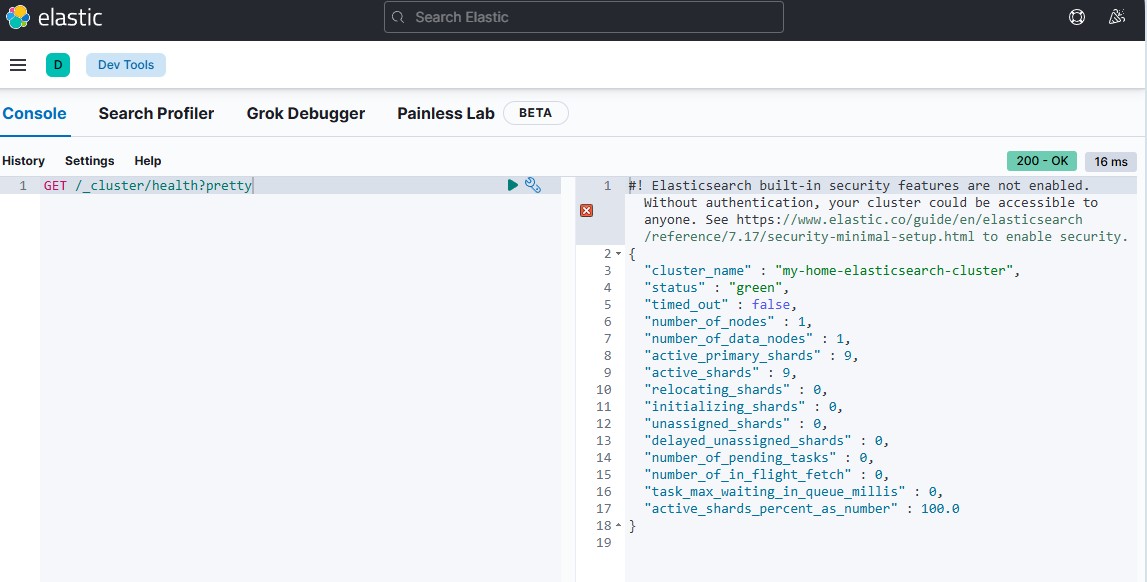 elastic
Search Elastic
D
Dev Tools
Console
Search Profiler
Grok Debugger
Painless Lab
BETA
History
Settings
Help
200 - OK
16 ms
1
GET /_cluster/health?pretty
1 #! Elasticsearch built-in security features are not enabled.
Without authentication, your cluster could be accessible to
anyone. See https://www.elastic.co/guide/en/elasticsearch
/reference/7.17/security-minimal-setup.html to enable security.
2 {
3 "cluster_name" : "my-home-elasticsearch-cluster",
4 "status" : "green",
5 "timed_out" : false,
6 "number_of_nodes" : 1,
7 "number_of_data_nodes" : 1,
8 "active_primary_shards" : 9,
9 "active_shards" : 9,
10 "relocating_shards" : 0,
11 "initializing_shards" : 0,
12 "unassigned_shards" : 0,
13 "delayed_unassigned_shards" : 0,
14 "number_of_pending_tasks" : 0,
15 "number_of_in_flight_fetch" : 0,
16 "task_max_waiting_in_queue_millis" : 0,
17 "active_shards_percent_as_number" : 100.0
18 }
19